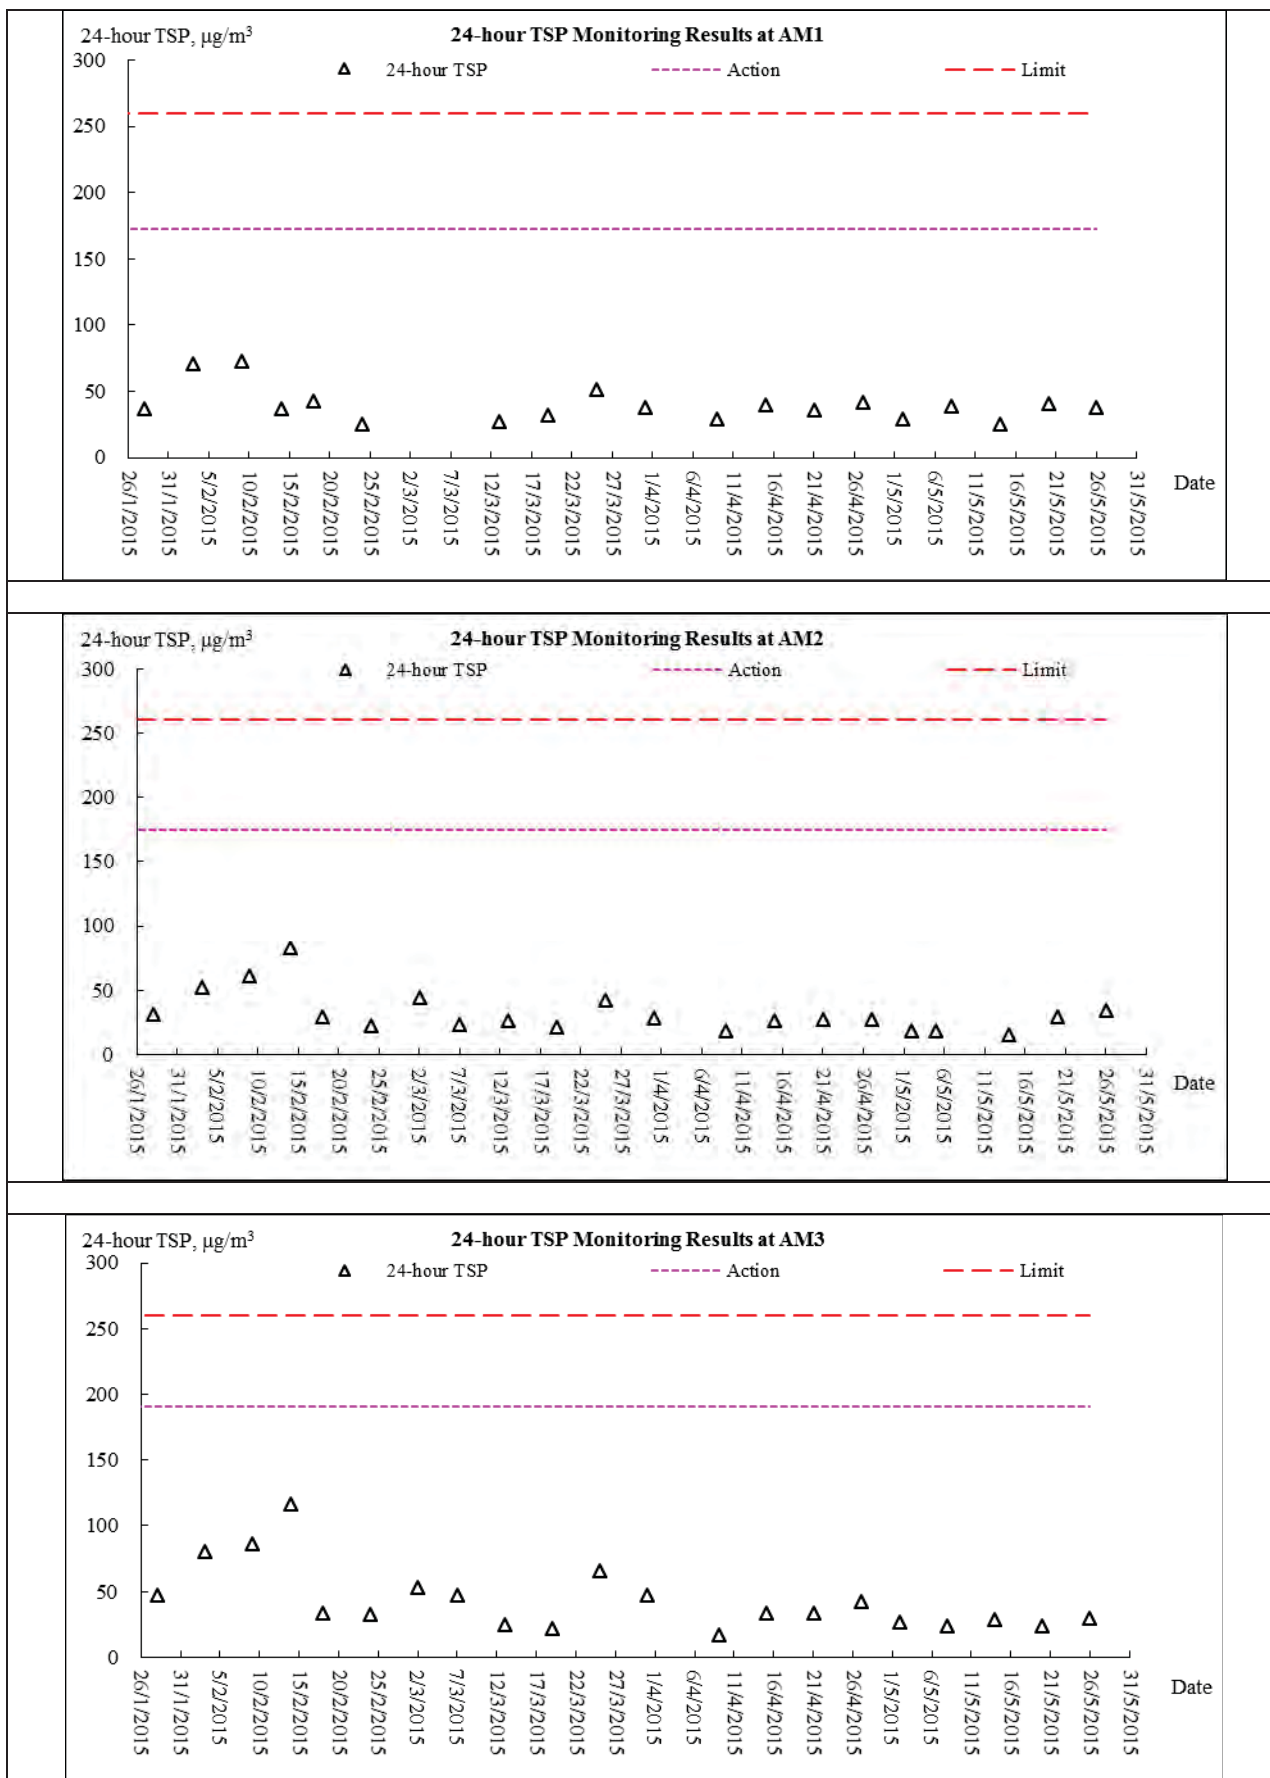 24-hour TSP, µg/m³ 24-hour TSP Monitoring Results at AM1
300
24-hour TSP Action Limit
250
200
150
100
50
0
26/1/2015 31/1/2015 5/2/2015 10/2/2015 15/2/2015 20/2/2015 25/2/2015 2/3/2015 7/3/2015 12/3/2015 17/3/2015 22/3/2015 27/3/2015 1/4/2015 6/4/2015 11/4/2015 16/4/2015 21/4/2015 26/4/2015 1/5/2015 6/5/2015 11/5/2015 16/5/2015 21/5/2015 26/5/2015 31/5/2015 Date
24-hour TSP, µg/m³ 24-hour TSP Monitoring Results at AM2
300 24-hour TSP Action Limit
250
200
150
100
50
0
26/1/2015 31/1/2015 5/2/2015 10/2/2015 15/2/2015 20/2/2015 25/2/2015 2/3/2015 7/3/2015 12/3/2015 17/3/2015 22/3/2015 27/3/2015 1/4/2015 6/4/2015 11/4/2015 16/4/2015 21/4/2015 26/4/2015 1/5/2015 6/5/2015 11/5/2015 16/5/2015 21/5/2015 26/5/2015 31/5/2015 Date
24-hour TSP, µg/m³ 24-hour TSP Monitoring Results at AM3
300 24-hour TSP Action Limit
250
200
150
100
50
0
26/1/2015 31/1/2015 5/2/2015 10/2/2015 15/2/2015 20/2/2015 25/2/2015 2/3/2015 7/3/2015 12/3/2015 17/3/2015 22/3/2015 27/3/2015 1/4/2015 6/4/2015 11/4/2015 16/4/2015 21/4/2015 26/4/2015 1/5/2015 6/5/2015 11/5/2015 16/5/2015 21/5/2015 26/5/2015 31/5/2015 Date